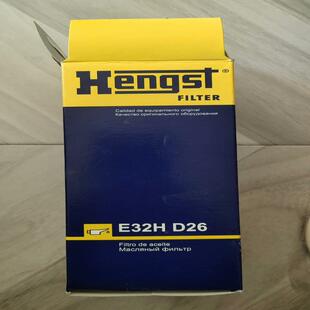 Hengst®
FILTER
Calidad de equipamiento original
Качество оригинального оборудования
E32H D26
Filtro de aceite
Масляный фильтр